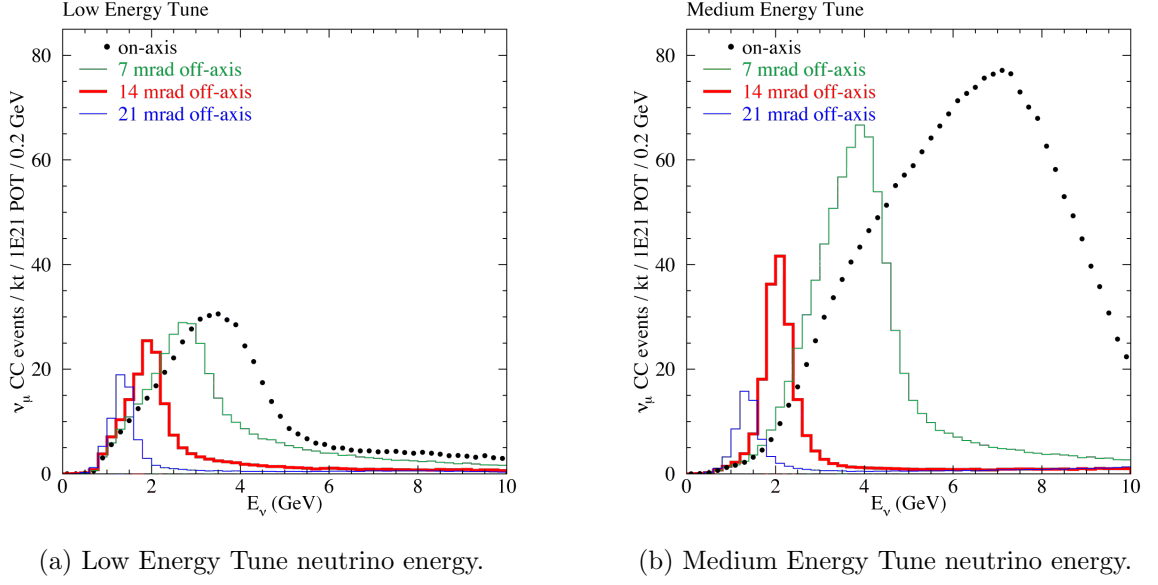 Low Energy Tune
80
60
40
20
0
0 2 4 6 8 10
on-axis
7 mrad off-axis
14 mrad off-axis
21 mrad off-axis
ν_μ CC events / kt / 1E21 POT / 0.2 GeV
E_ν (GeV)
(a) Low Energy Tune neutrino energy.
Medium Energy Tune
80
60
40
20
0
0 2 4 6 8 10
on-axis
7 mrad off-axis
14 mrad off-axis
21 mrad off-axis
ν_μ CC events / kt / 1E21 POT / 0.2 GeV
E_ν (GeV)
(b) Medium Energy Tune neutrino energy.